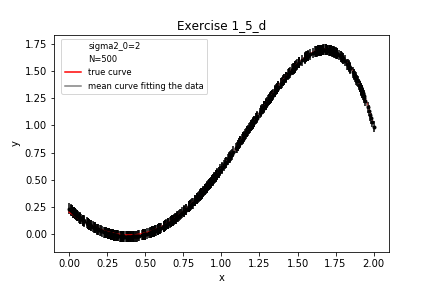 Exercise 1_5_d
sigma2_0=2
N=500
true curve
mean curve fitting the data
y
1.75
1.50
1.25
1.00
0.75
0.50
0.25
0.00
0.00 0.25 0.50 0.75 1.00 1.25 1.50 1.75 2.00
x